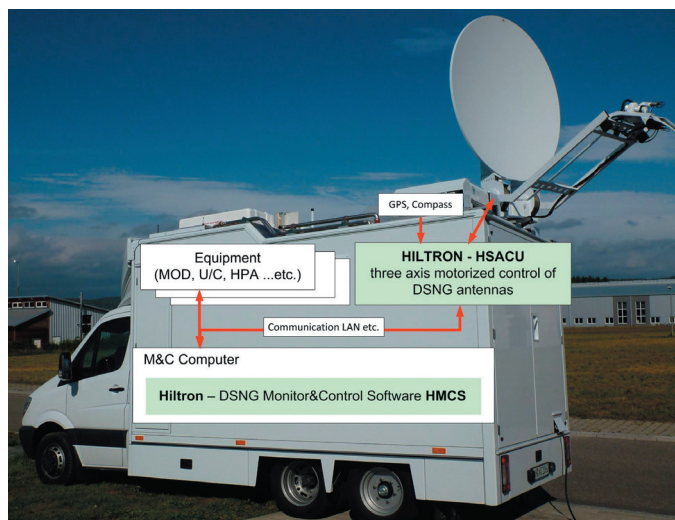 GPS, Compass
Equipment
(MOD, U/C, HPA ...etc.)
HILTRON - HSACU
three axis motorized control of
DSNG antennas
Communication LAN etc.
M&C Computer
Hiltron – DSNG Monitor&Control Software HMCS